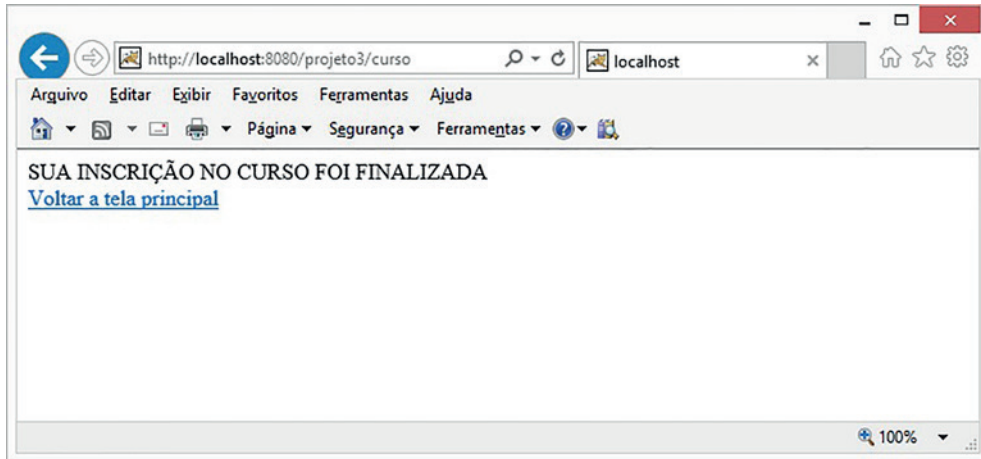 http://localhost:8080/projeto3/curso
localhost
Arquivo Editar Exibir Favoritos Ferramentas Ajuda
Página Segurança Ferramentas
SUA INSCRIÇÃO NO CURSO FOI FINALIZADA
Voltar a tela principal
100%